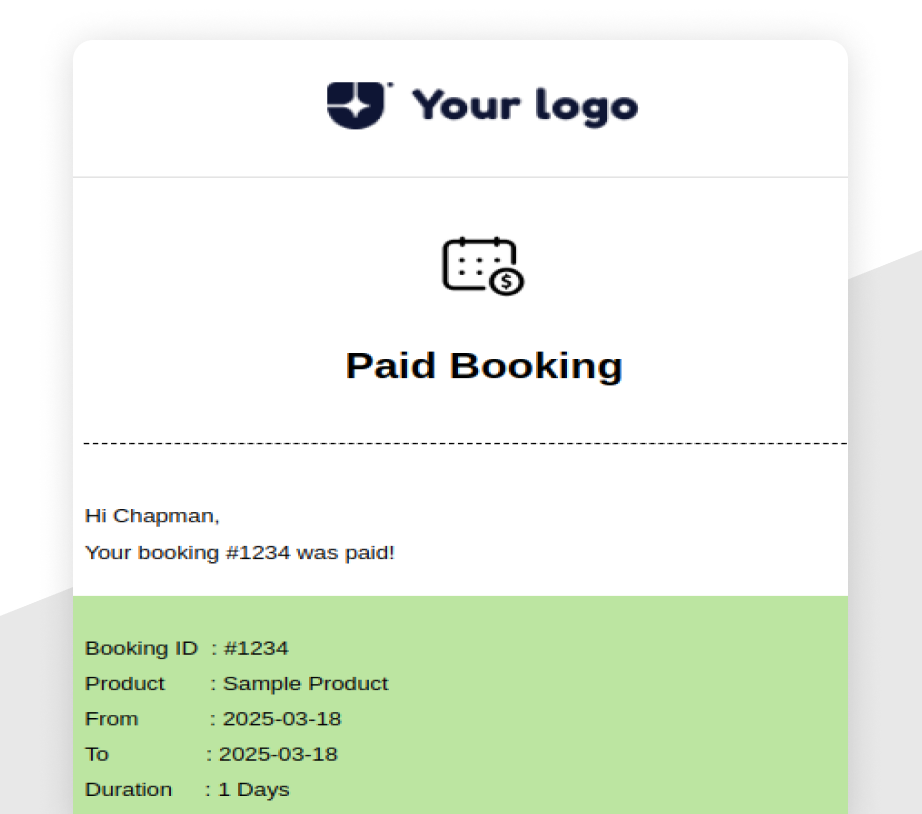 Your logo
Paid Booking
Hi Chapman,
Your booking #1234 was paid!
Booking ID : #1234
Product : Sample Product
From : 2025-03-18
To : 2025-03-18
Duration : 1 Days